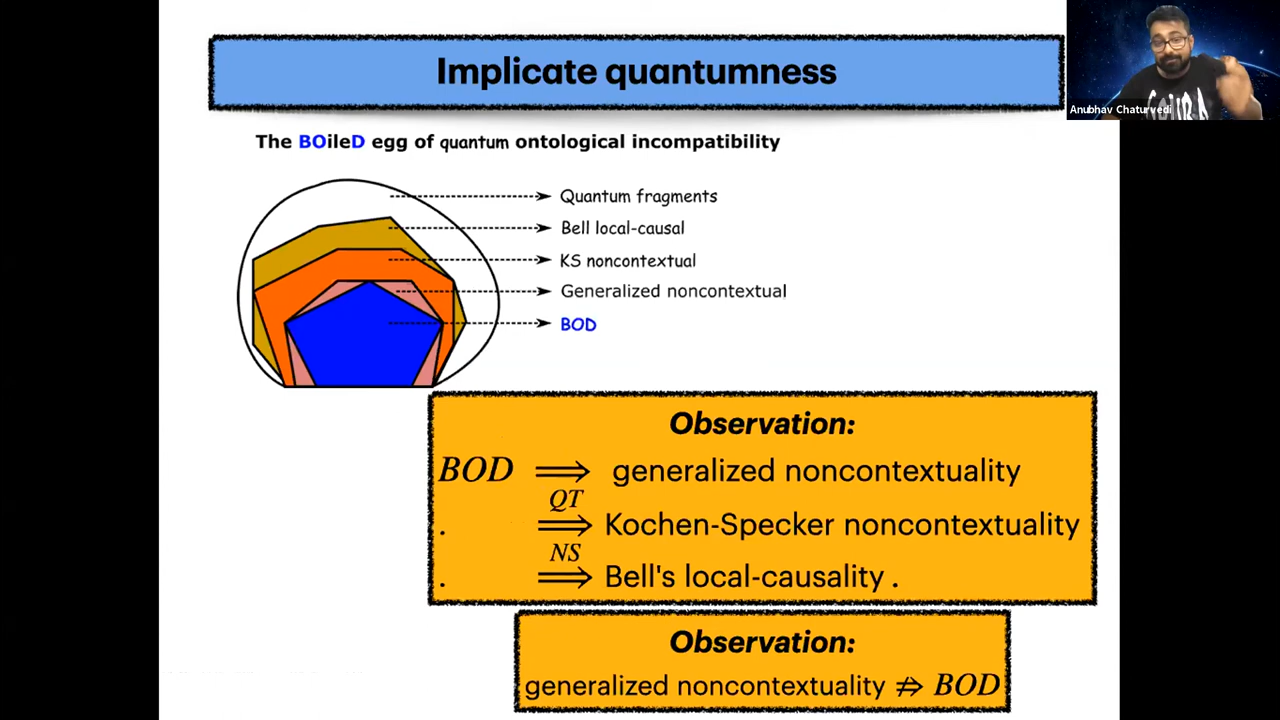 Implicate quantumness
Anubhav Chaturvedi
The BOileD egg of quantum ontological incompatibility
Quantum fragments
Bell local-causal
KS noncontextual
Generalized noncontextual
BOD
Observation:
BOD ⟹ generalized noncontextuality
QT
. ⟹ Kochen-Specker noncontextuality
NS
. ⟹ Bell's local-causality .
Observation:
generalized noncontextuality ⇏ BOD